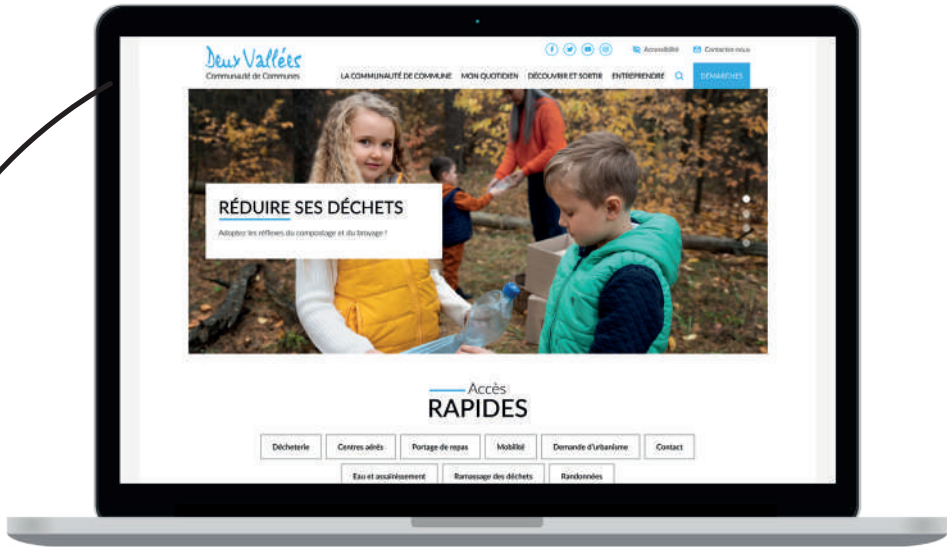 Deux Vallées
Communauté de Communes
Accessibilité
Contactez-nous
LA COMMUNAUTÉ DE COMMUNE MON QUOTIDIEN DÉCOUVRIR ET SORTIR ENTREPRENDRE DÉMARCHES
RÉDUIRE SES DÉCHETS
Adoptez les réflexes du compostage et du broyage !
Accès
RAPIDES
Décheterie Centres aérés Portage de repas Mobilité Demande d'urbanisme Contact
Eau et assainissement Ramassage des déchets Randonnées